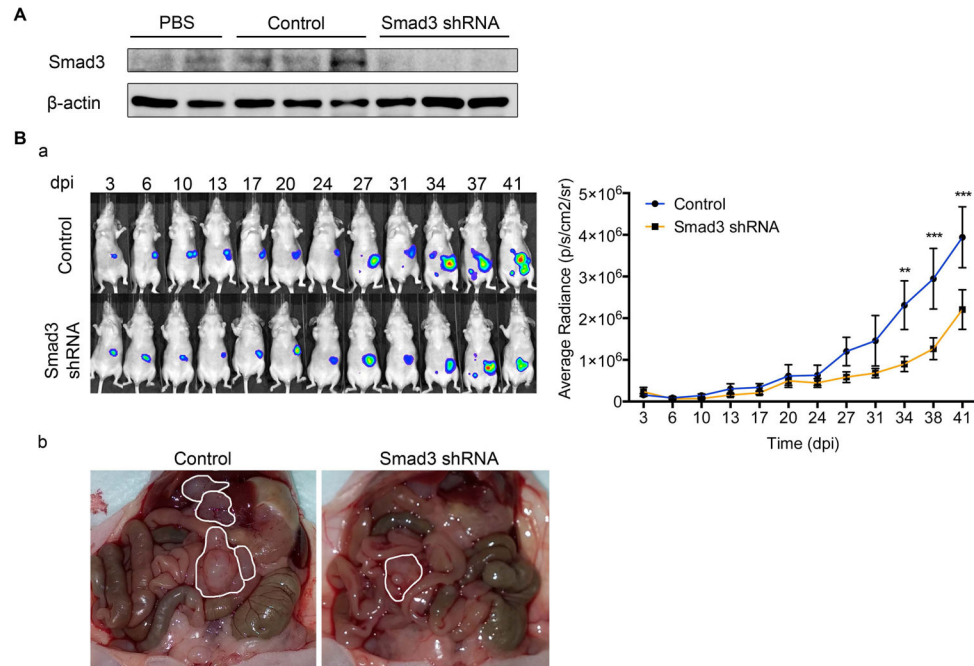 A
PBS Control Smad3 shRNA
Smad3
β-actin
B
a
dpi 3 6 10 13 17 20 24 27 31 34 37 41
Control
Smad3 shRNA
Average Radiance (p/s/cm2/sr)
5×10⁶
4×10⁶
3×10⁶
2×10⁶
1×10⁶
0
Control
Smad3 shRNA
** *** ***
3 6 10 13 17 20 24 27 31 34 38 41
Time (dpi)
b
Control Smad3 shRNA